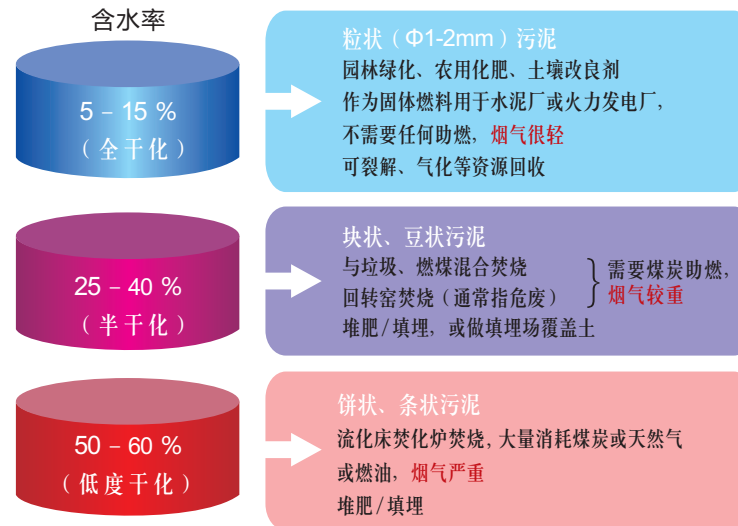 含水率
5 – 15 %
（全干化）
粒状（Φ1-2mm）污泥
园林绿化、农用化肥、土壤改良剂
作为固体燃料用于水泥厂或火力发电厂，
不需要任何助燃，烟气很轻
可裂解、气化等资源回收
25 – 40 %
（半干化）
块状、豆状污泥
与垃圾、燃煤混合焚烧
回转窑焚烧（通常指危废）
需要煤炭助燃，
烟气较重
堆肥/填埋，或做填埋场覆盖土
50 – 60 %
（低度干化）
饼状、条状污泥
流化床焚化炉焚烧，大量消耗煤炭或天然气
或燃油，烟气严重
堆肥/填埋